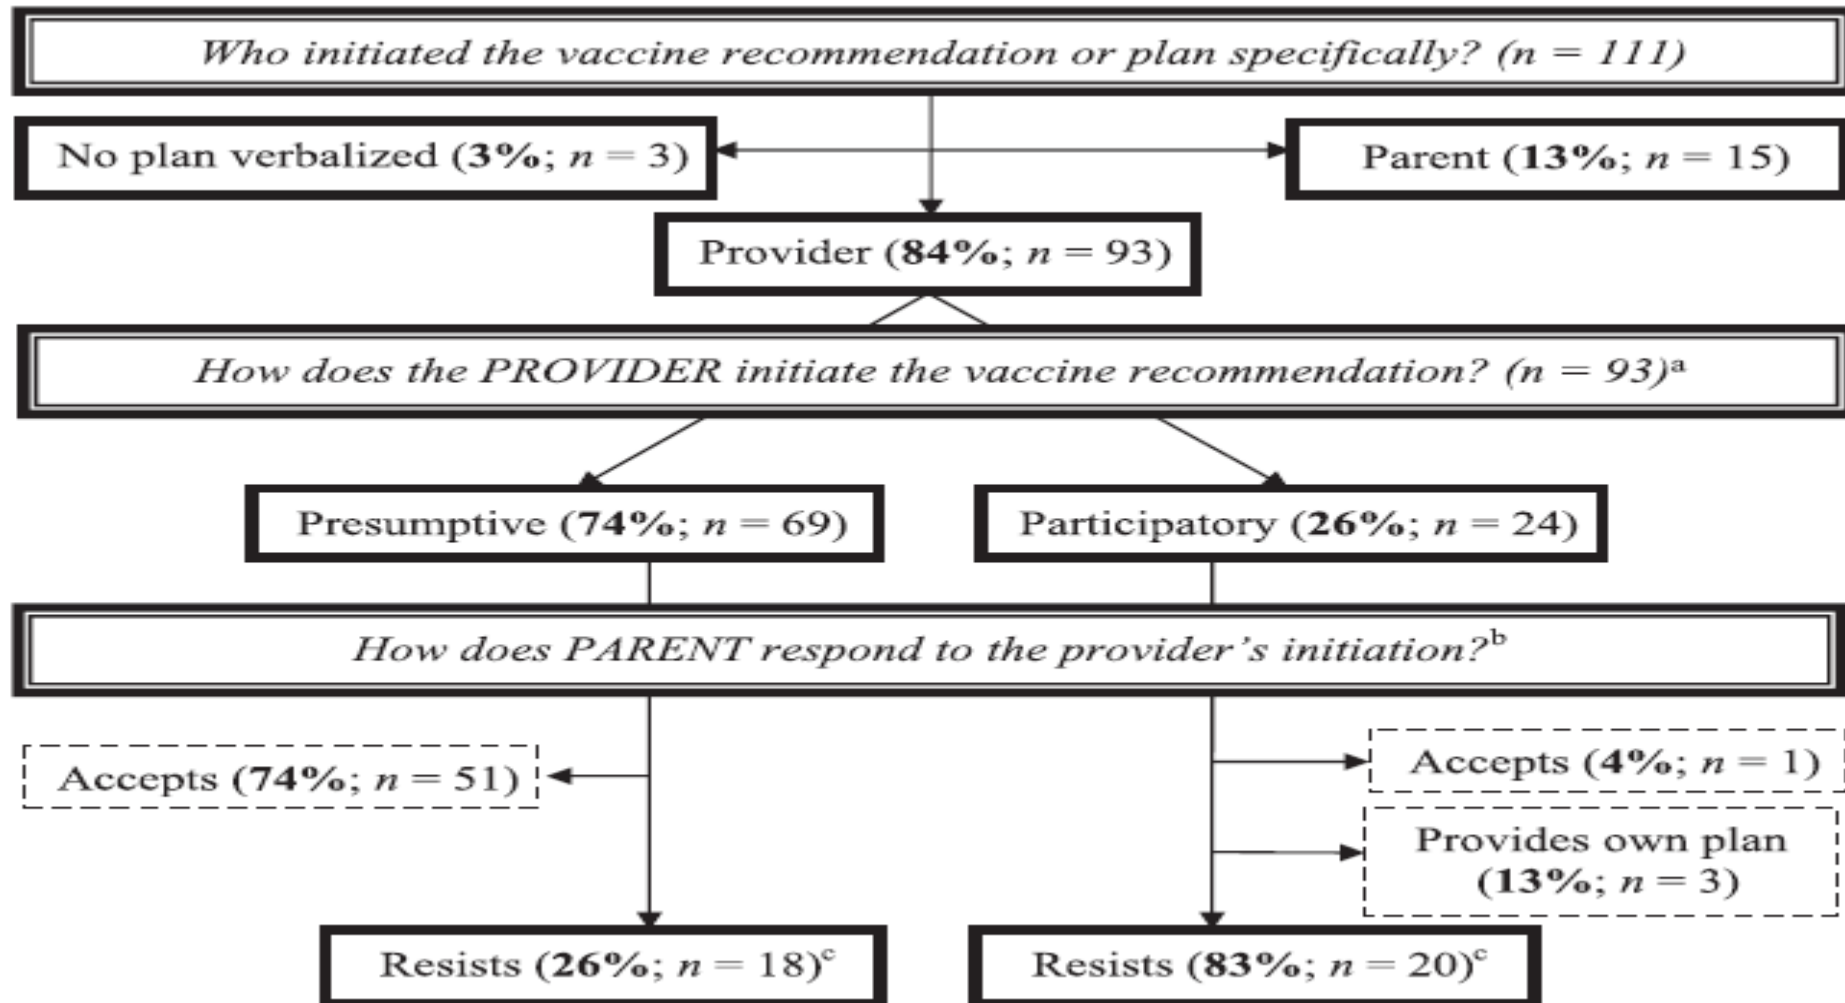 Who initiated the vaccine recommendation or plan specifically? (n = 111)
No plan verbalized (3%; n = 3)
Parent (13%; n = 15)
Provider (84%; n = 93)
How does the PROVIDER initiate the vaccine recommendation? (n = 93)ᵃ
Presumptive (74%; n = 69)
Participatory (26%; n = 24)
How does PARENT respond to the provider's initiation?ᵇ
Accepts (74%; n = 51)
Accepts (4%; n = 1)
Provides own plan
(13%; n = 3)
Resists (26%; n = 18)ᶜ
Resists (83%; n = 20)ᶜ